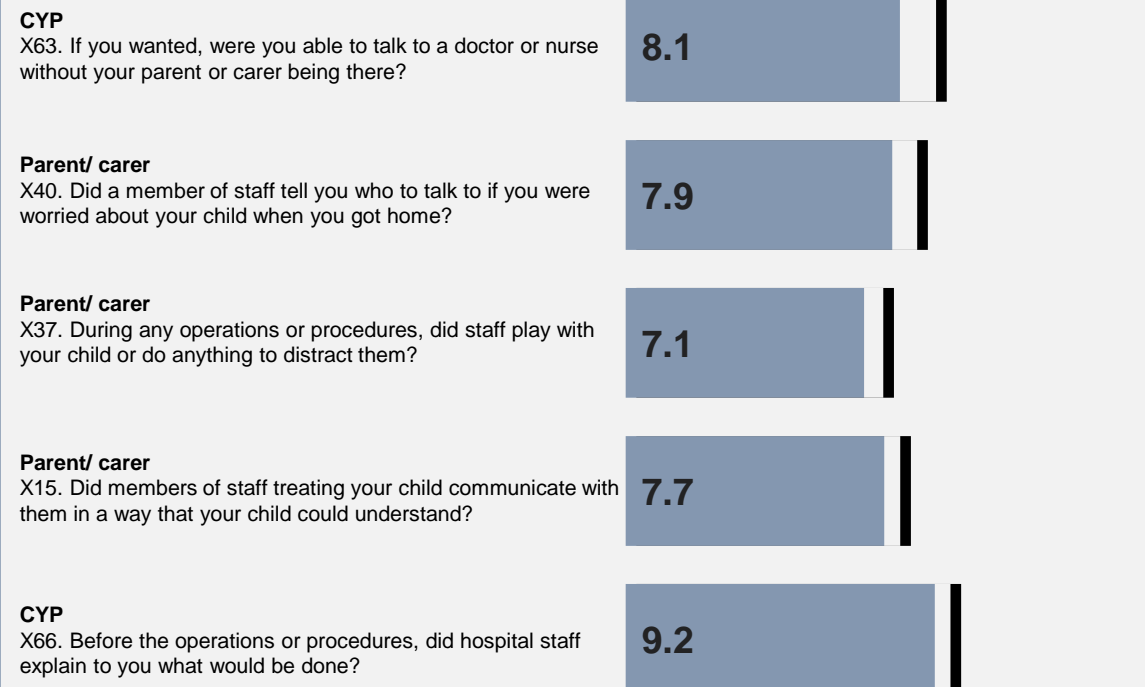 CYP
X63. If you wanted, were you able to talk to a doctor or nurse
without your parent or carer being there?
8.1
Parent/ carer
X40. Did a member of staff tell you who to talk to if you were
worried about your child when you got home?
7.9
Parent/ carer
X37. During any operations or procedures, did staff play with
your child or do anything to distract them?
7.1
Parent/ carer
X15. Did members of staff treating your child communicate with
them in a way that your child could understand?
7.7
CYP
X66. Before the operations or procedures, did hospital staff
explain to you what would be done?
9.2